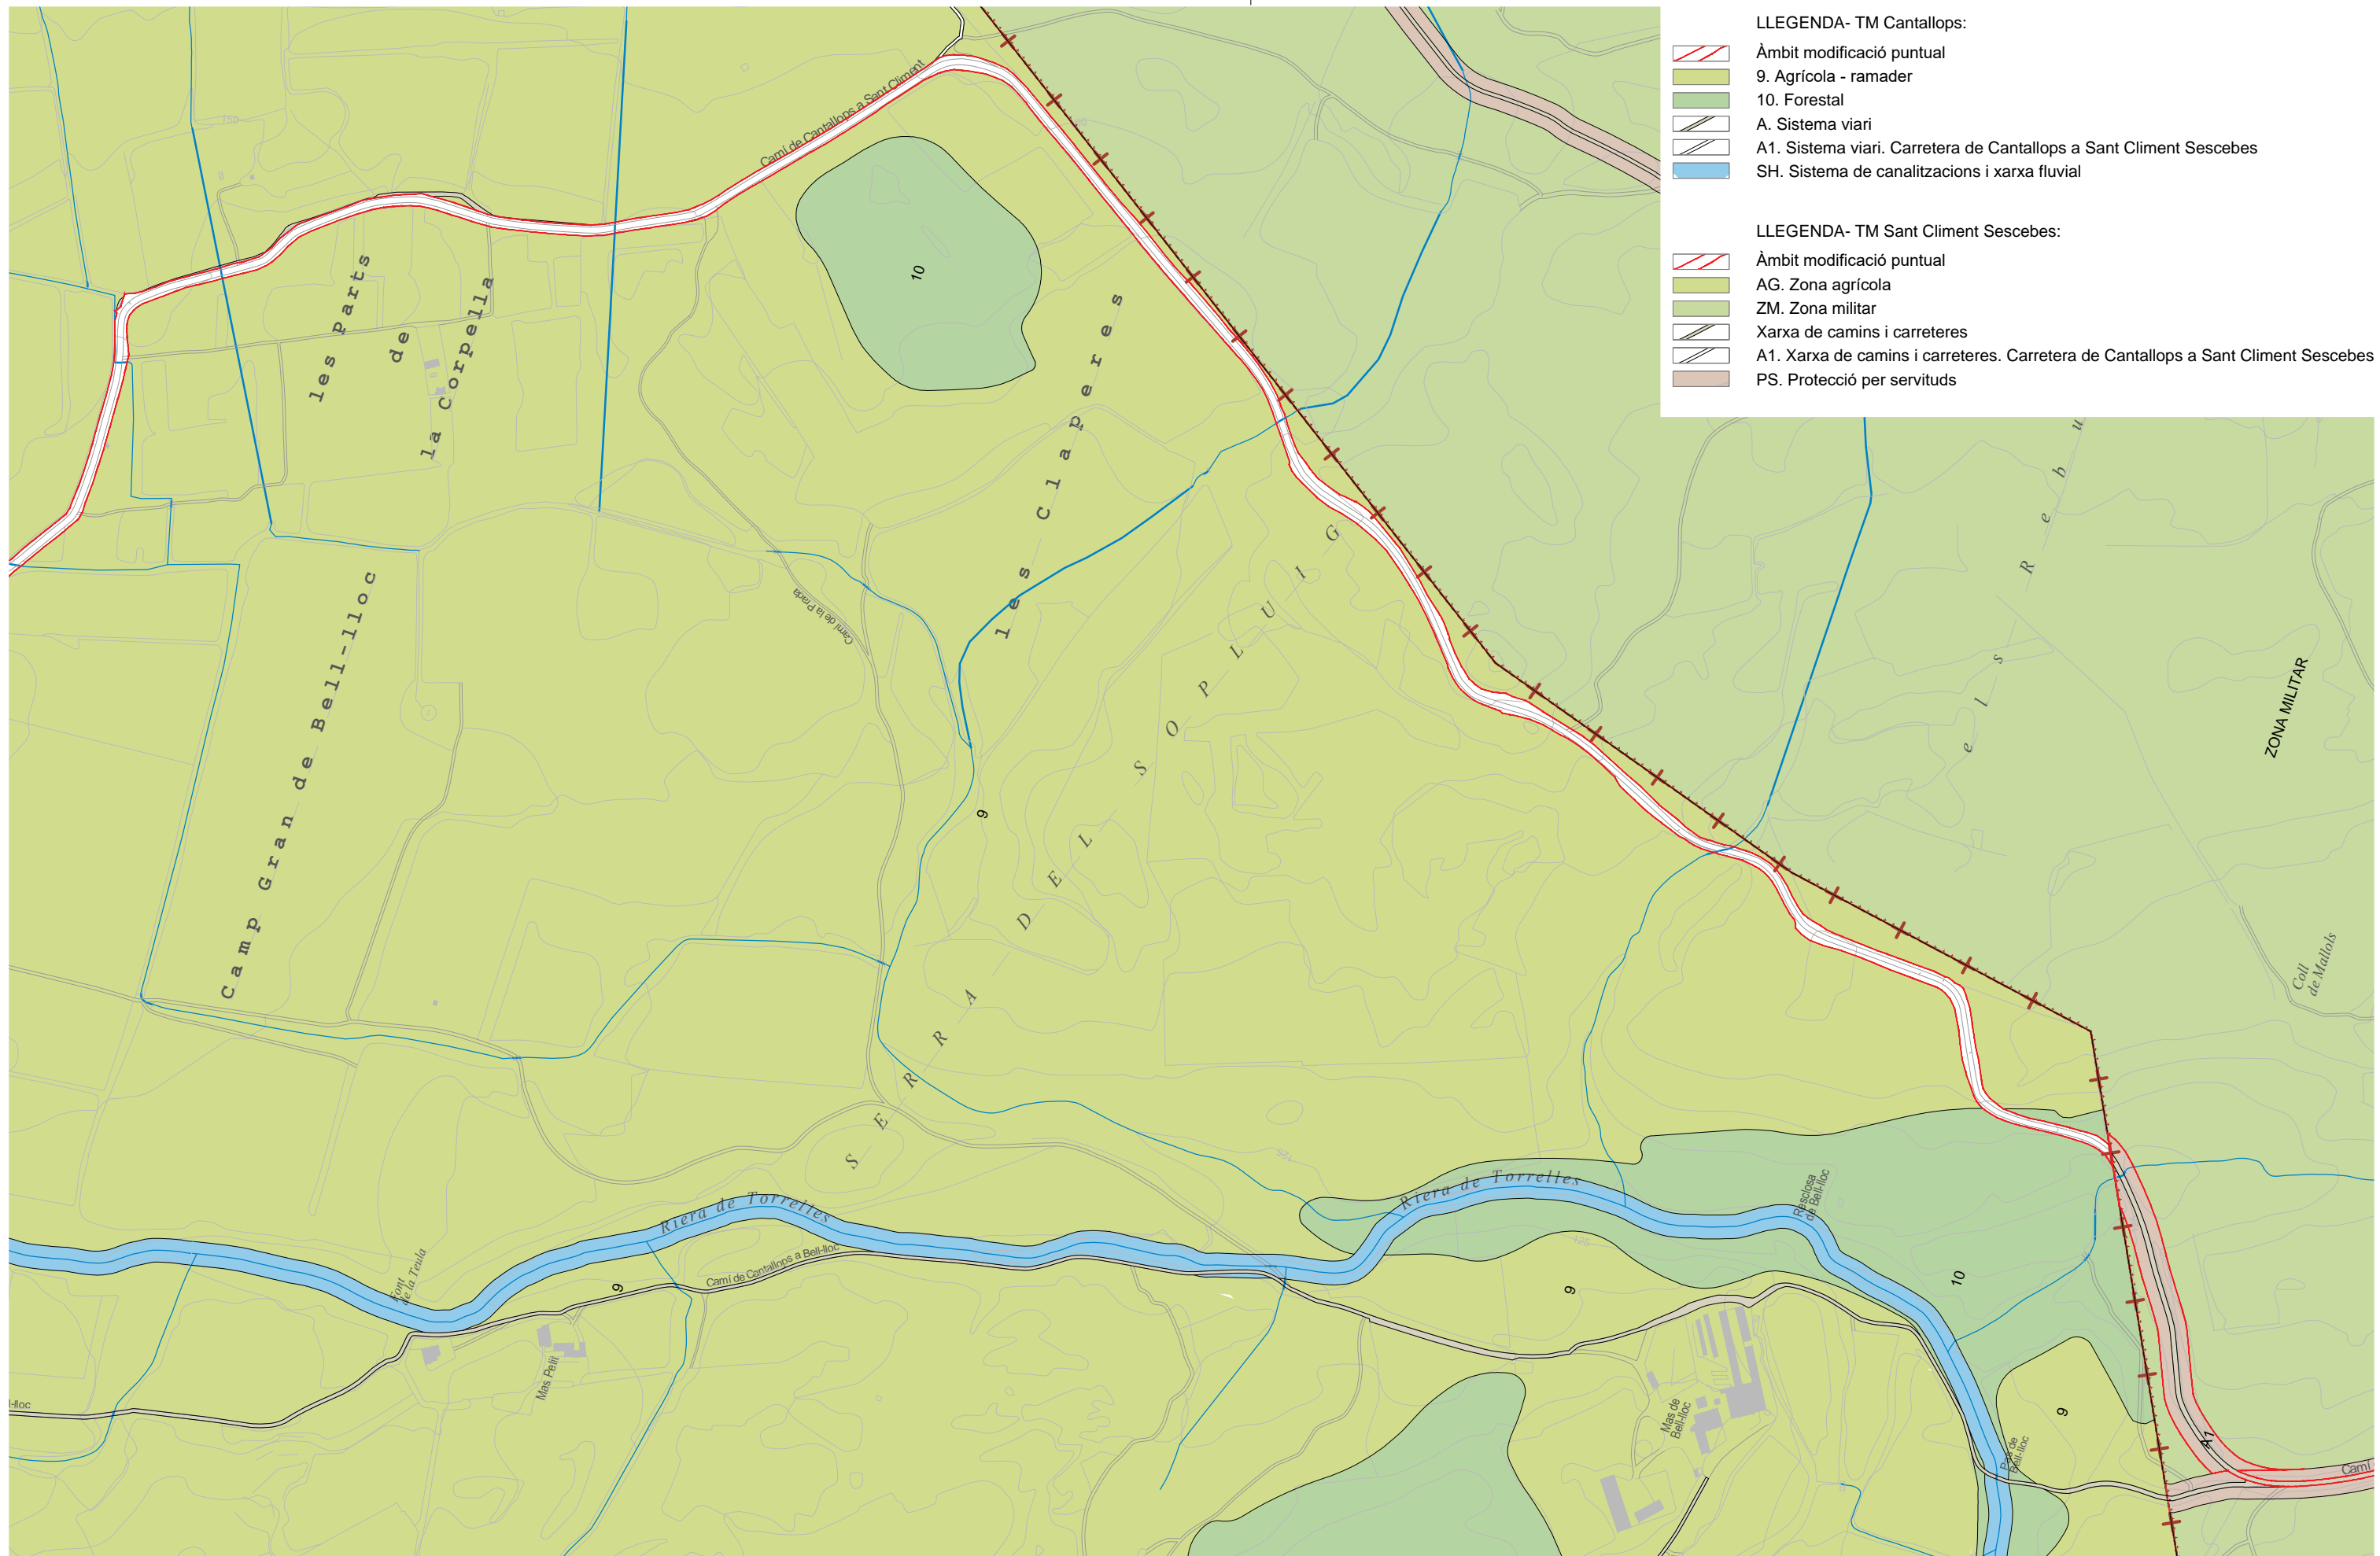 LLEGENDA- TM Cantallops:
Àmbit modificació puntual
9. Agrícola - ramader
10. Forestal
A. Sistema viari
A1. Sistema viari. Carretera de Cantallops a Sant Climent Sescebes
SH. Sistema de canalitzacions i xarxa fluvial
LLEGENDA- TM Sant Climent Sescebes:
Àmbit modificació puntual
AG. Zona agrícola
ZM. Zona militar
Xarxa de camins i carreteres
A1. Xarxa de camins i carreteres. Carretera de Cantallops a Sant Climent Sescebes
PS. Protecció per servituds
Camí de Cantallops a Sant Climent
150
10
les Parts
de
la Corpella
les Claperes
Camp Gran de Bell-lloc
Camí de la Prada
SERRA DEL SOPLUIG
9
els Rebu
ZONA MILITAR
Coll
de Mallols
Riera de Torrelles
Riera de Torrelles
Resclosa
de Bell-lloc
125
Font
de la Teula
9
Camí de Cantallops a Bell-lloc
9
10
Mas Petit
l-lloc
Mas de
Bell-lloc
9
A1
Bell-lloc
Camí